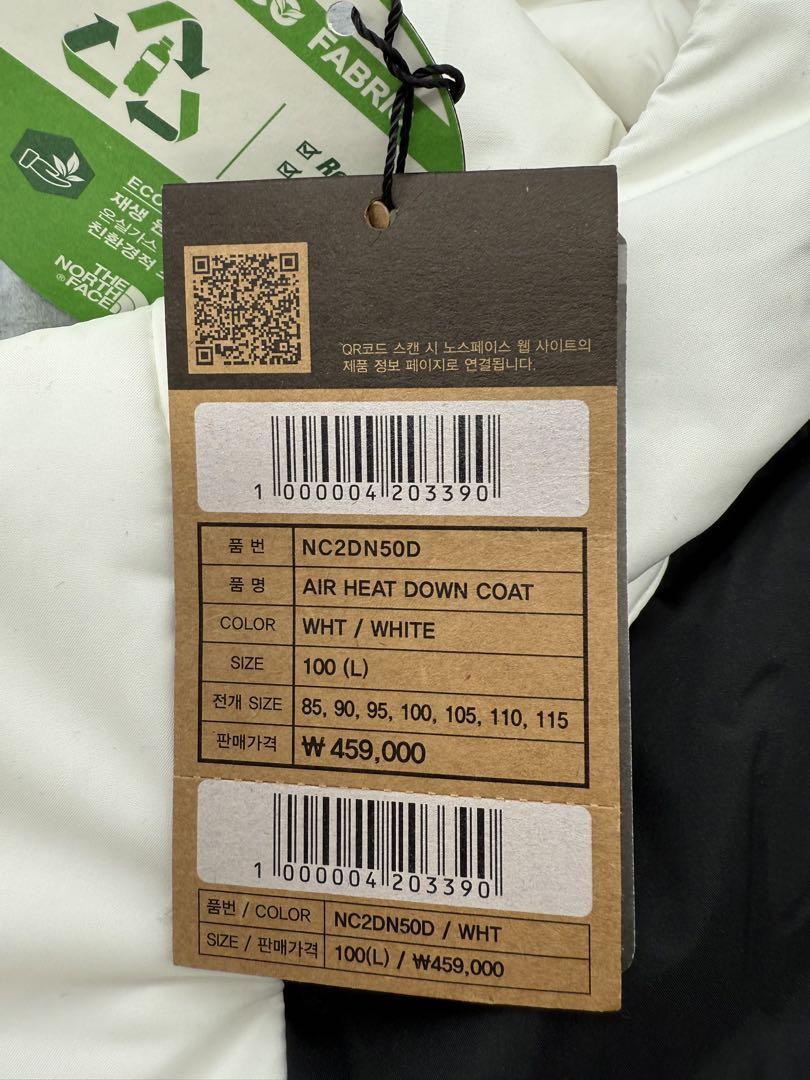 FABRIC
ECO
재생
온실가스
친환경적
THE
NORTH
FACE
QR코드 스캔 시 노스페이스 웹 사이트의
제품 정보 페이지로 연결됩니다.
1 000004 203390
품 번 NC2DN50D
품 명 AIR HEAT DOWN COAT
COLOR WHT / WHITE
SIZE 100 (L)
전개 SIZE 85, 90, 95, 100, 105, 110, 115
판매가격 ₩ 459,000
1 000004 203390
품번 / COLOR NC2DN50D / WHT
SIZE / 판매가격 100(L) / ₩459,000